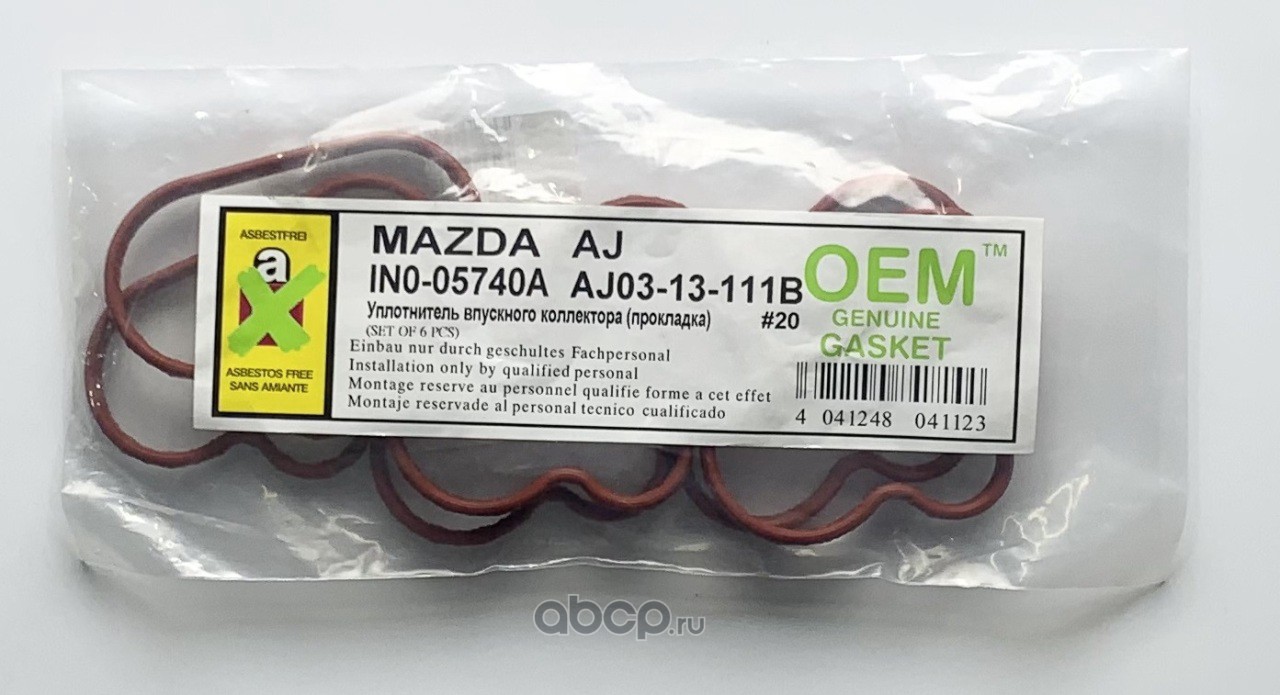 ASBESTFREI
a
ASBESTOS FREE
SANS AMIANTE
MAZDA AJ
IN0-05740A AJ03-13-111B
Уплотнитель впускного коллектора (прокладка) #20
(SET OF 6 PCS)
Einbau nur durch geschultes Fachpersonal
Installation only by qualified personal
Montage reserve au personnel qualifie forme a cet effet
Montaje reservade al personal tecnico cualificado
OEM™
GENUINE
GASKET
4 041248 041123
abcp.ru